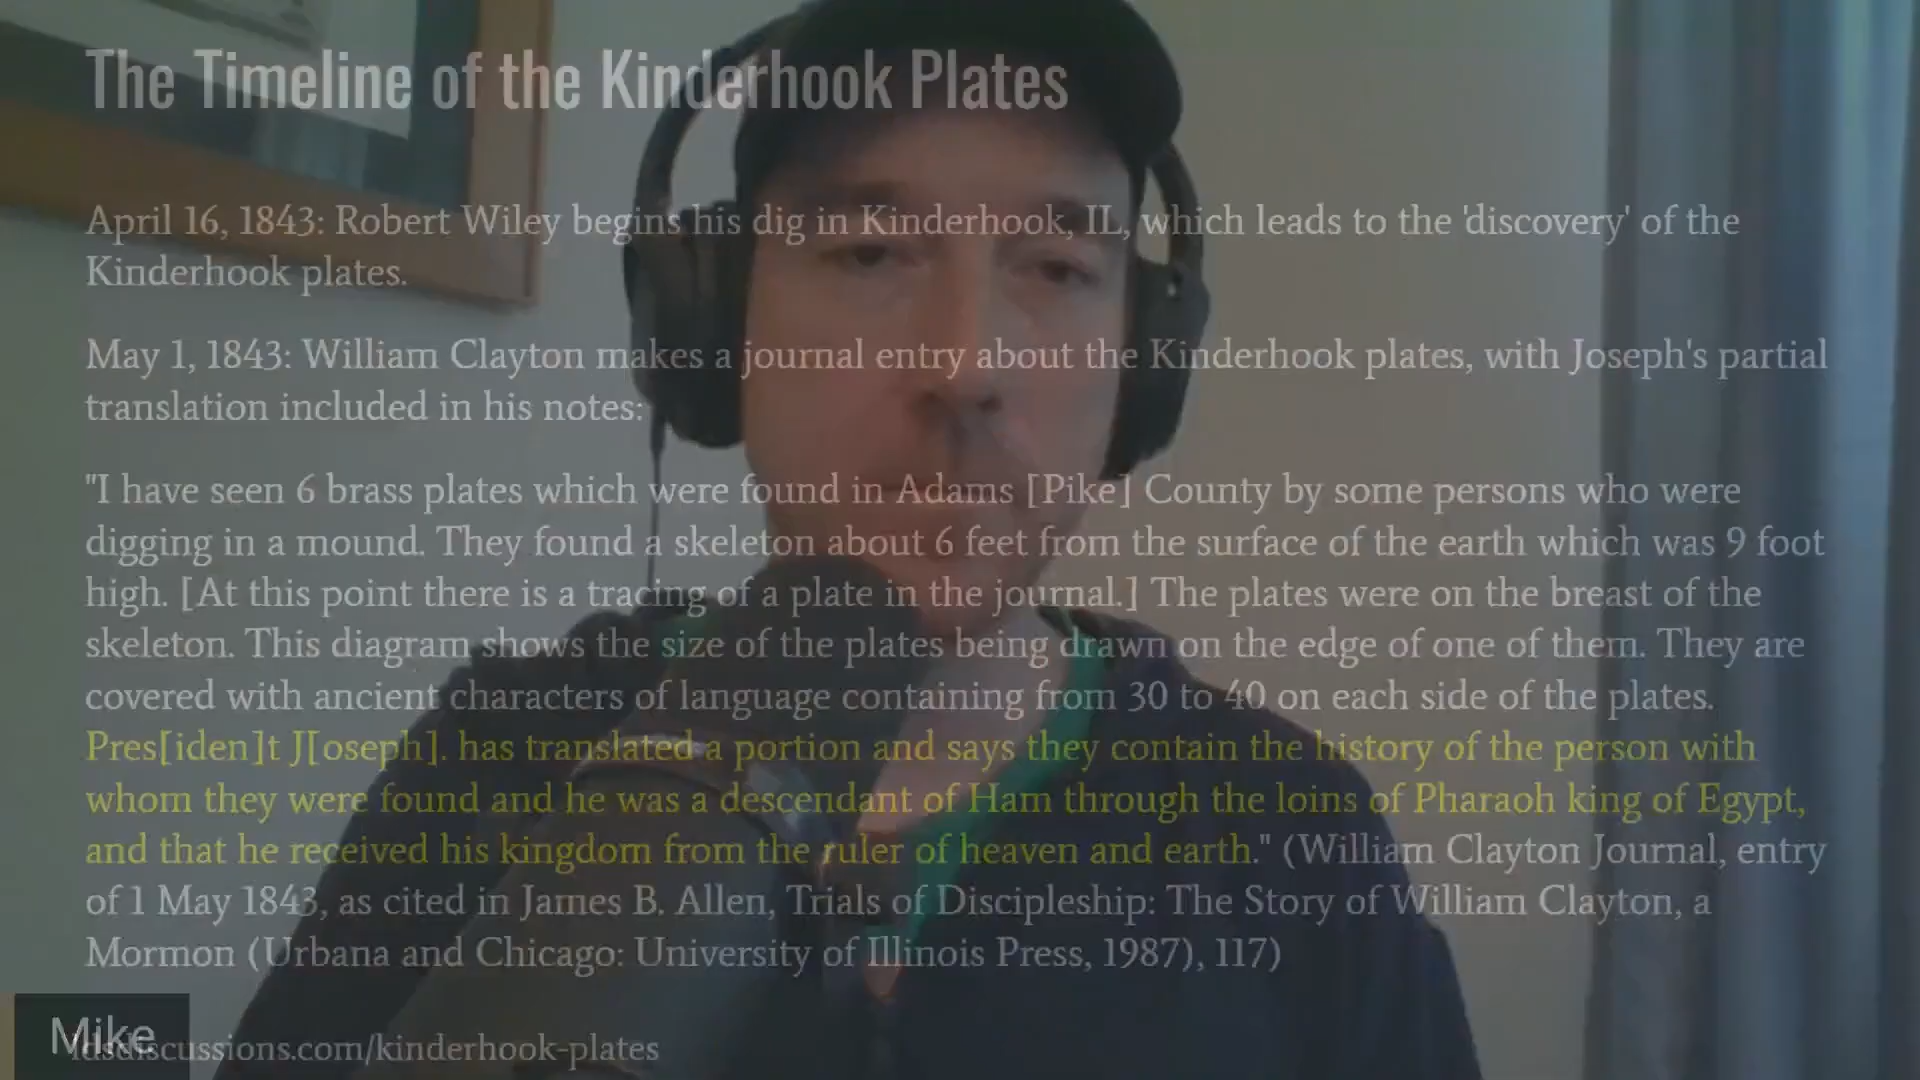 The Timeline of the Kinderhook Plates
April 16, 1843: Robert Wiley begins his dig in Kinderhook, IL, which leads to the 'discovery' of the
Kinderhook plates.
May 1, 1843: William Clayton makes a journal entry about the Kinderhook plates, with Joseph's partial
translation included in his notes:
"I have seen 6 brass plates which were found in Adams [Pike] County by some persons who were
digging in a mound. They found a skeleton about 6 feet from the surface of the earth which was 9 foot
high. [At this point there is a tracing of a plate in the journal.] The plates were on the breast of the
skeleton. This diagram shows the size of the plates being drawn on the edge of one of them. They are
covered with ancient characters of language containing from 30 to 40 on each side of the plates.
Pres[iden]t J[oseph]. has translated a portion and says they contain the history of the person with
whom they were found and he was a descendant of Ham through the loins of Pharaoh king of Egypt,
and that he received his kingdom from the ruler of heaven and earth." (William Clayton Journal, entry
of 1 May 1843, as cited in James B. Allen, Trials of Discipleship: The Story of William Clayton, a
Mormon (Urbana and Chicago: University of Illinois Press, 1987), 117)
Mike
ldsdiscussions.com/kinderhook-plates